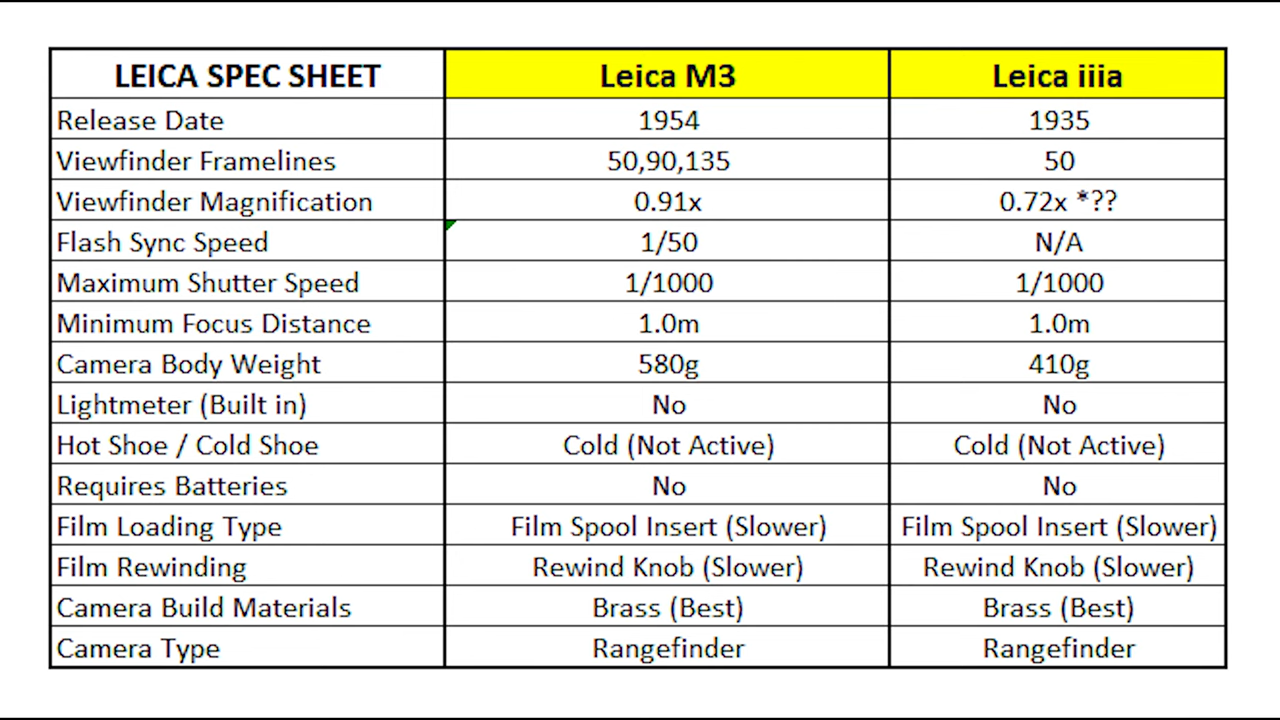 LEICA SPEC SHEET Leica M3 Leica iiia
Release Date 1954 1935
Viewfinder Framelines 50,90,135 50
Viewfinder Magnification 0.91x 0.72x *??
Flash Sync Speed 1/50 N/A
Maximum Shutter Speed 1/1000 1/1000
Minimum Focus Distance 1.0m 1.0m
Camera Body Weight 580g 410g
Lightmeter (Built in) No No
Hot Shoe / Cold Shoe Cold (Not Active) Cold (Not Active)
Requires Batteries No No
Film Loading Type Film Spool Insert (Slower) Film Spool Insert (Slower)
Film Rewinding Rewind Knob (Slower) Rewind Knob (Slower)
Camera Build Materials Brass (Best) Brass (Best)
Camera Type Rangefinder Rangefinder